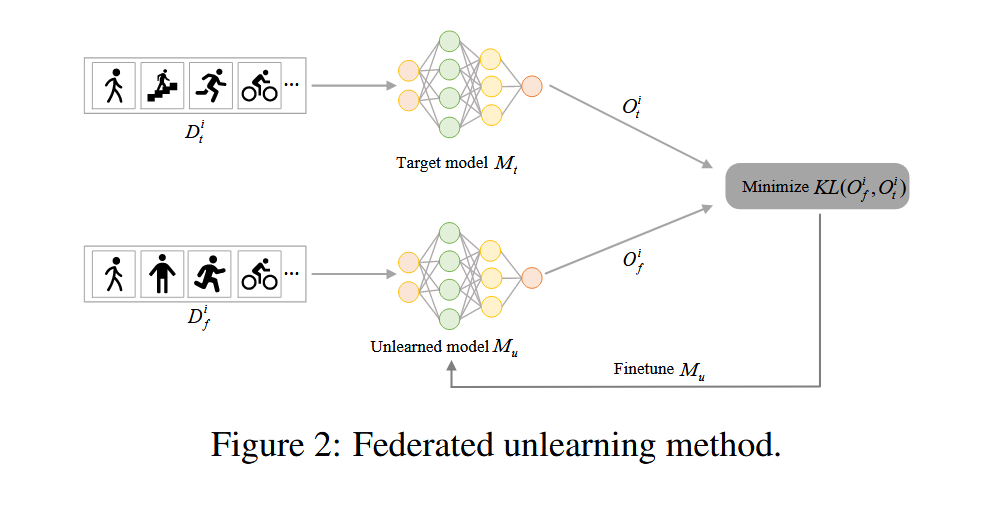 ...
D_t^i
Target model M_t
O_t^i
Minimize KL(O_f^i,O_t^i)
...
D_f^i
Unlearned model M_u
O_f^i
Finetune M_u
Figure 2: Federated unlearning method.